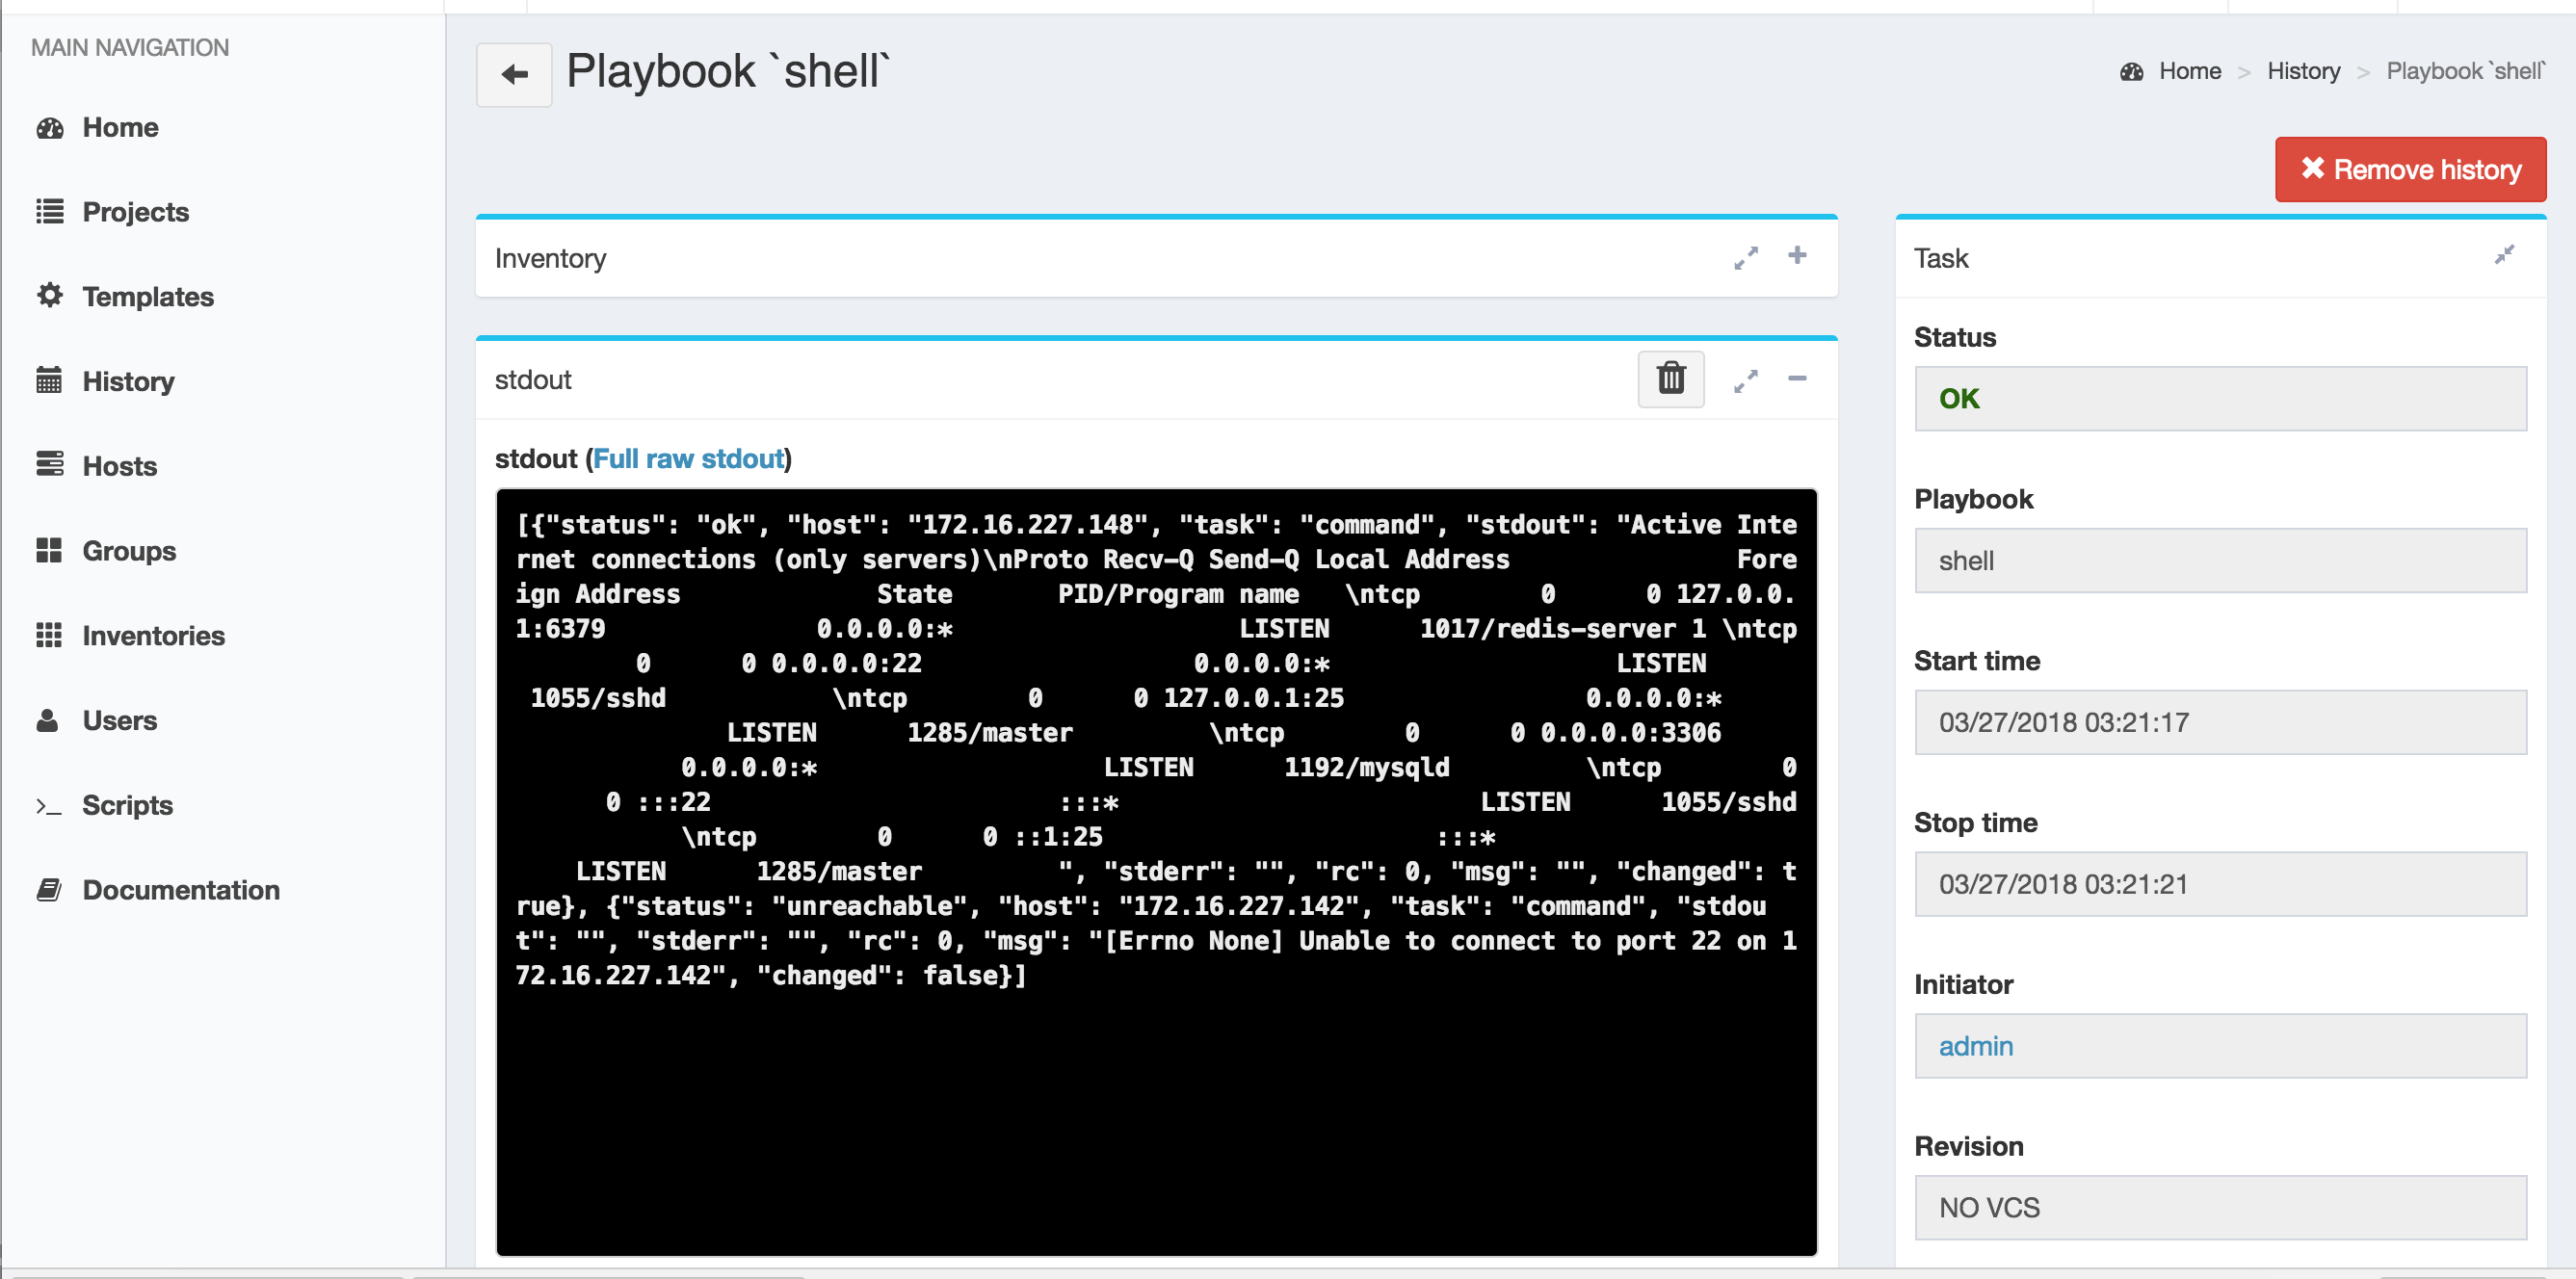 MAIN NAVIGATION
Home
Projects
Templates
History
Hosts
Groups
Inventories
Users
Scripts
Documentation
Playbook `shell`
Home > History > Playbook `shell`
Remove history
Inventory
stdout
stdout (Full raw stdout)
[{"status": "ok", "host": "172.16.227.148", "task": "command", "stdout": "Active Inte
rnet connections (only servers)\nProto Recv-Q Send-Q Local Address               Fore
ign Address             State       PID/Program name   \ntcp        0      0 127.0.0.
1:6379              0.0.0.0:*                   LISTEN      1017/redis-server 1 \ntcp
        0      0 0.0.0.0:22                  0.0.0.0:*                   LISTEN
 1055/sshd           \ntcp        0      0 127.0.0.1:25                0.0.0.0:*
              LISTEN      1285/master         \ntcp        0      0 0.0.0.0:3306
           0.0.0.0:*                   LISTEN      1192/mysqld         \ntcp        0
      0 :::22                       :::*                        LISTEN      1055/sshd
           \ntcp        0      0 ::1:25                      :::*
    LISTEN      1285/master         ", "stderr": "", "rc": 0, "msg": "", "changed": t
rue}, {"status": "unreachable", "host": "172.16.227.142", "task": "command", "stdou
t": "", "stderr": "", "rc": 0, "msg": "[Errno None] Unable to connect to port 22 on 1
72.16.227.142", "changed": false}]
Task
Status
OK
Playbook
shell
Start time
03/27/2018 03:21:17
Stop time
03/27/2018 03:21:21
Initiator
admin
Revision
NO VCS